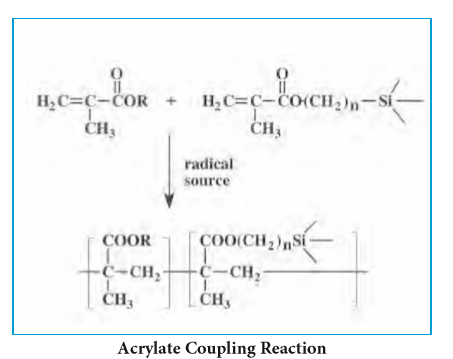 O O
H2C=C-COR + H2C=C-CO(CH2)n-Si
CH3 CH3
radical
source
COOR COO(CH2)nSi
C-CH2 C-CH2
CH3 CH3
Acrylate Coupling Reaction